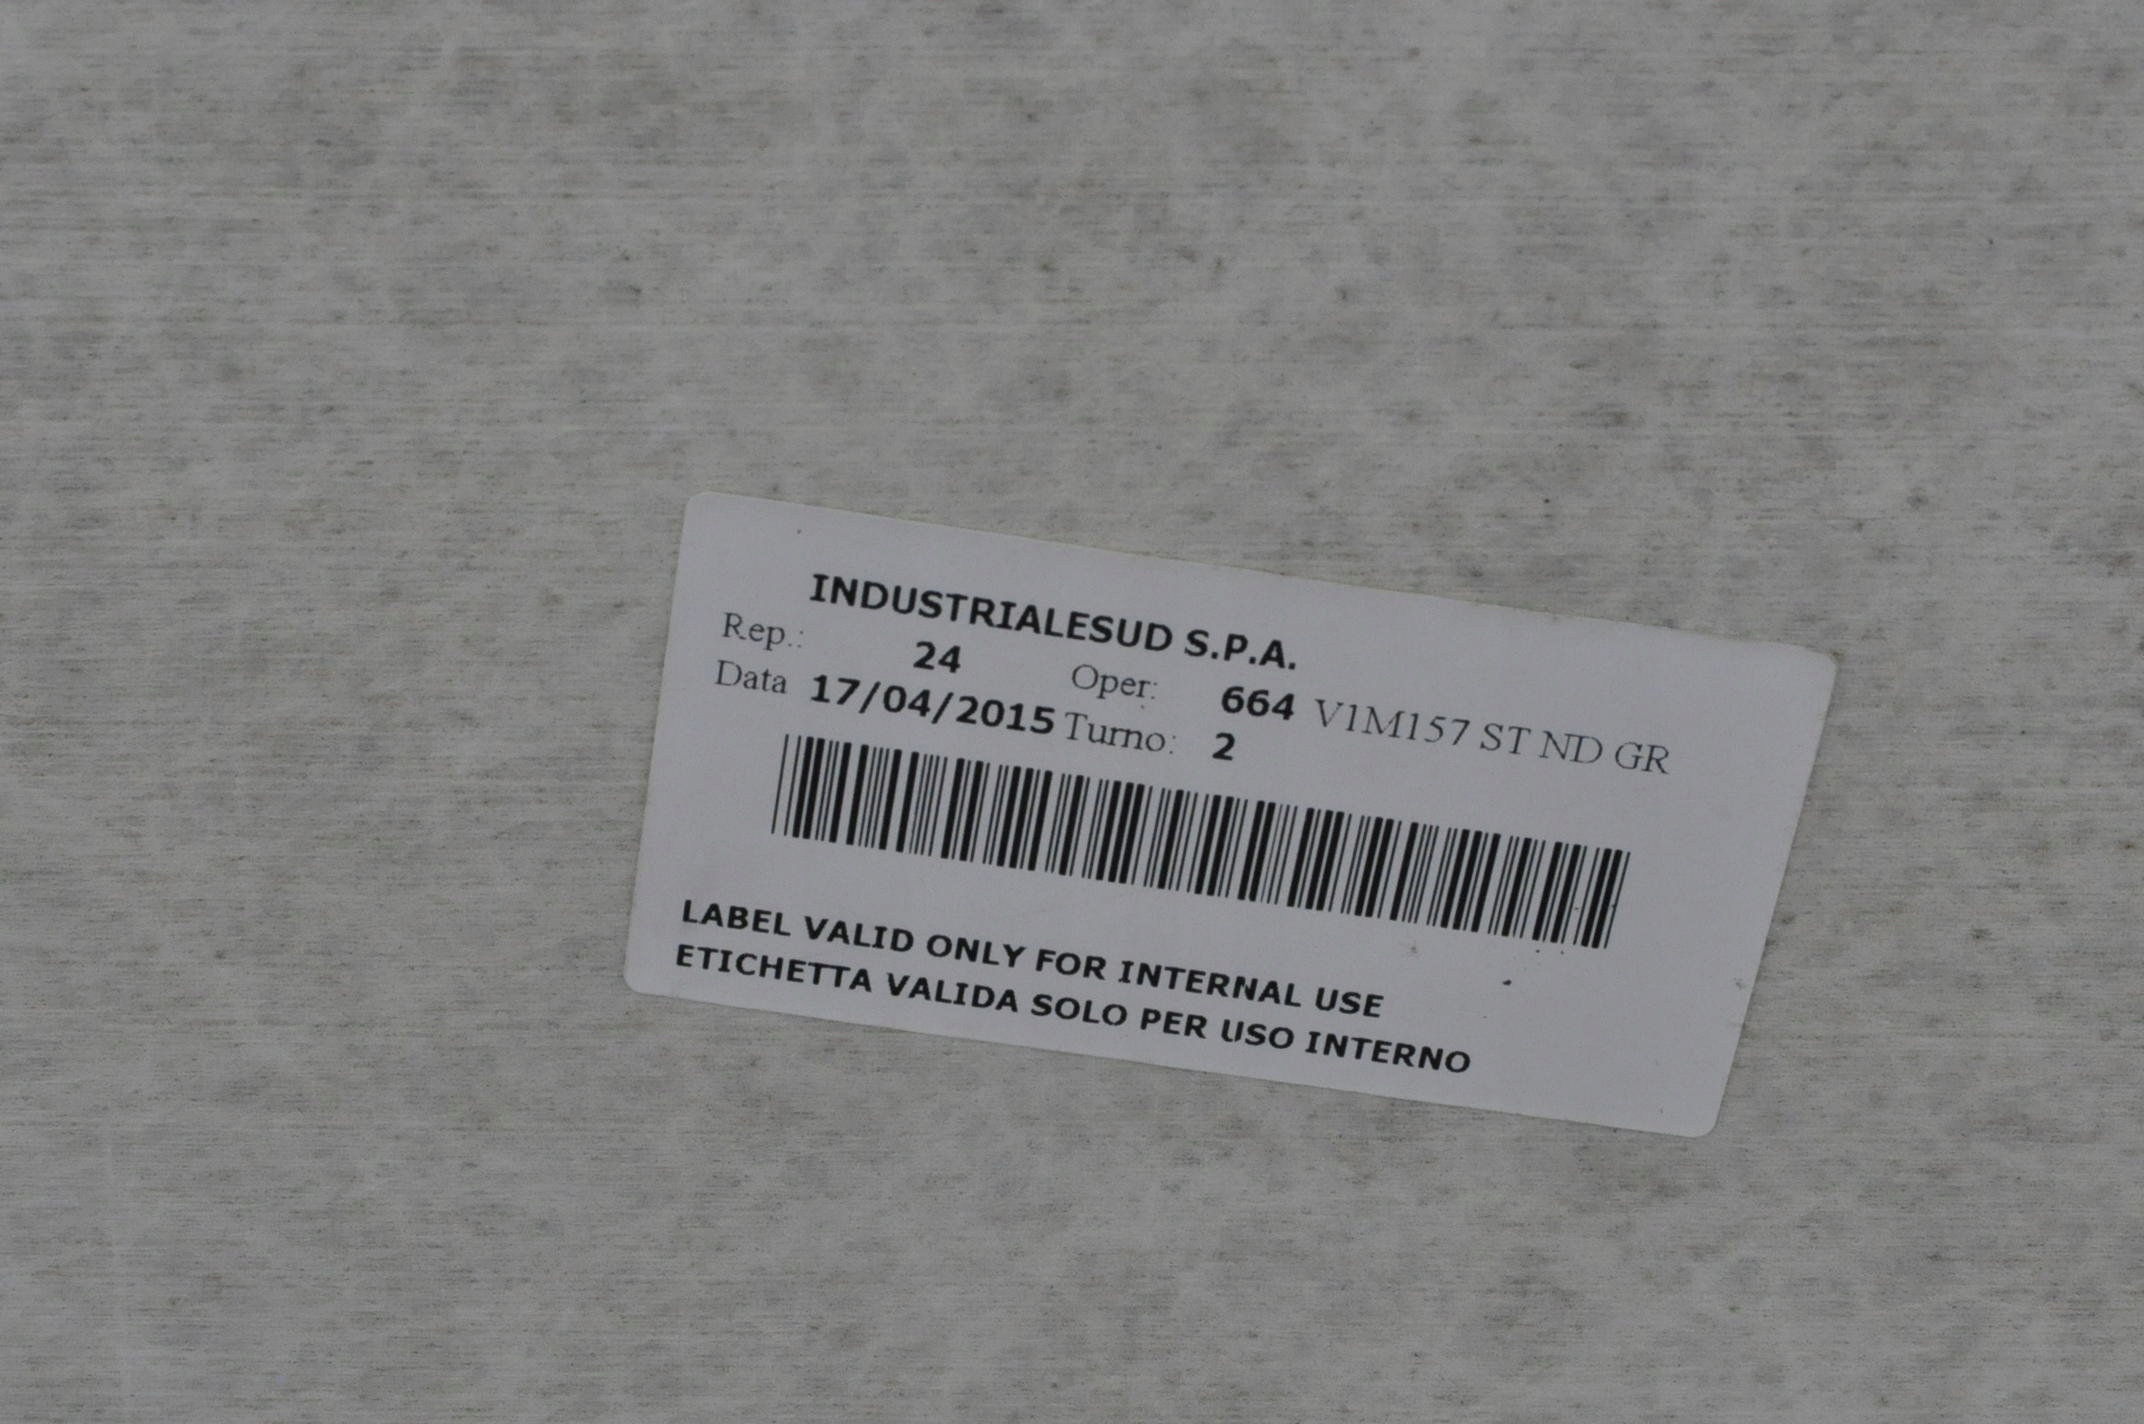 INDUSTRIALESUD S.P.A.
Rep.: 24 Oper: 664 V1M157 ST ND GR
Data 17/04/2015 Turno: 2
LABEL VALID ONLY FOR INTERNAL USE
ETICHETTA VALIDA SOLO PER USO INTERNO